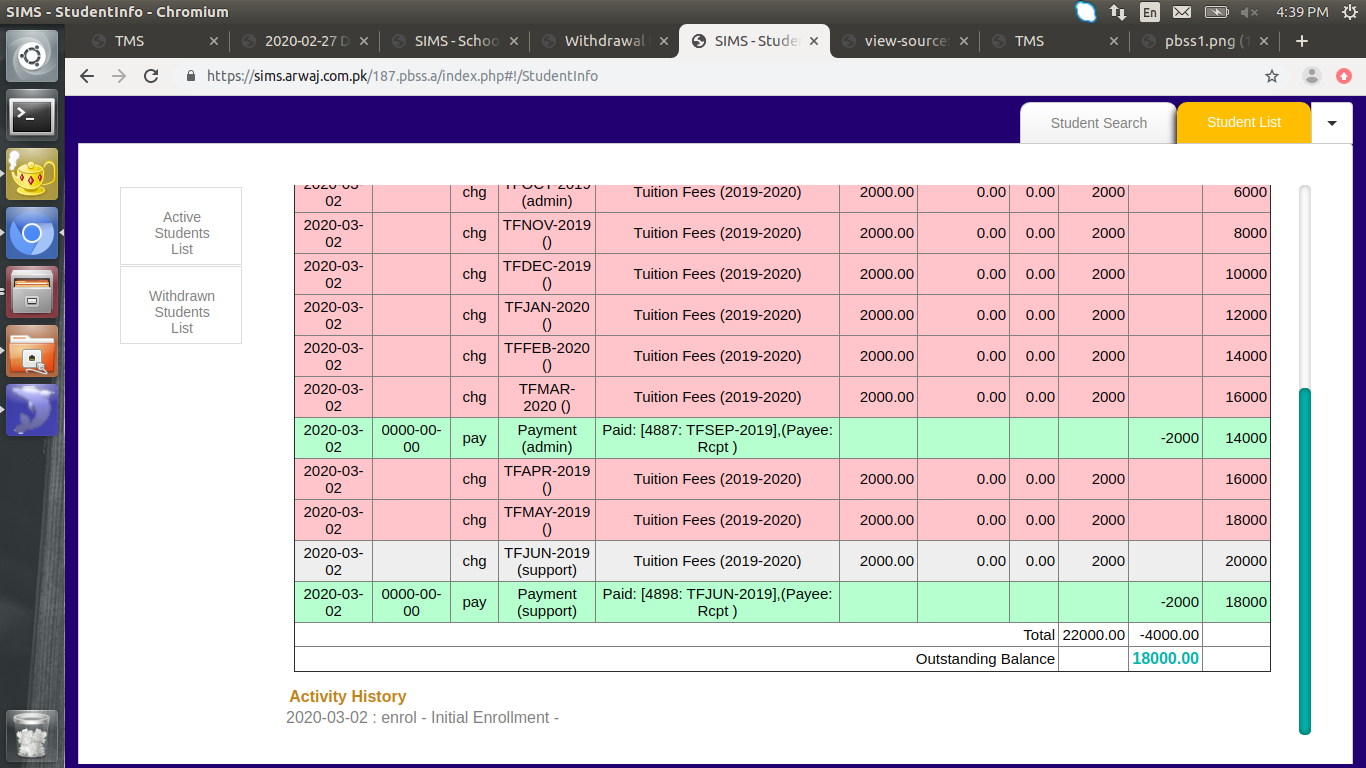 SIMS - StudentInfo - Chromium
En
4:39 PM
TMS
2020-02-27 D
SIMS - Schoo
Withdrawal
SIMS - Stude
view-source:
TMS
pbss1.png (1
https://sims.arwaj.com.pk/187.pbss.a/index.php#!/StudentInfo
Student Search
Student List
Active
Students
List
Withdrawn
Students
List
2020-03-02 chg TFOCT-2019 (admin) Tuition Fees (2019-2020) 2000.00 0.00 0.00 2000 6000
2020-03-02 chg TFNOV-2019 () Tuition Fees (2019-2020) 2000.00 0.00 0.00 2000 8000
2020-03-02 chg TFDEC-2019 () Tuition Fees (2019-2020) 2000.00 0.00 0.00 2000 10000
2020-03-02 chg TFJAN-2020 () Tuition Fees (2019-2020) 2000.00 0.00 0.00 2000 12000
2020-03-02 chg TFFEB-2020 () Tuition Fees (2019-2020) 2000.00 0.00 0.00 2000 14000
2020-03-02 chg TFMAR-2020 () Tuition Fees (2019-2020) 2000.00 0.00 0.00 2000 16000
2020-03-02 0000-00-00 pay Payment (admin) Paid: [4887: TFSEP-2019],(Payee: Rcpt ) -2000 14000
2020-03-02 chg TFAPR-2019 () Tuition Fees (2019-2020) 2000.00 0.00 0.00 2000 16000
2020-03-02 chg TFMAY-2019 () Tuition Fees (2019-2020) 2000.00 0.00 0.00 2000 18000
2020-03-02 chg TFJUN-2019 (support) Tuition Fees (2019-2020) 2000.00 0.00 0.00 2000 20000
2020-03-02 0000-00-00 pay Payment (support) Paid: [4898: TFJUN-2019],(Payee: Rcpt ) -2000 18000
Total 22000.00 -4000.00
Outstanding Balance 18000.00
Activity History
2020-03-02 : enrol - Initial Enrollment -